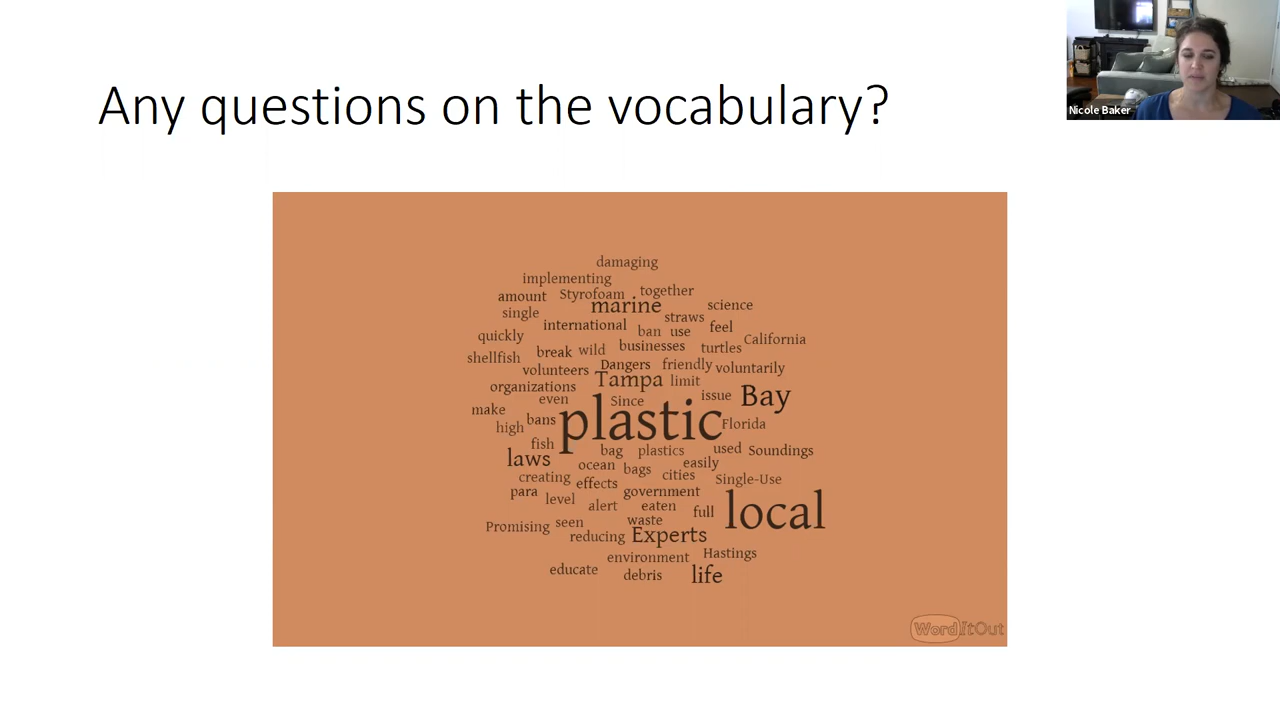 Any questions on the vocabulary?
Nicole Baker
damaging
implementing
amount Styrofoam together
single marine straws science
quickly international ban use feel California
shellfish break wild businesses turtles
volunteers Dangers friendly voluntarily
organizations Tampa limit
make even Since issue Bay
high bans plastic Florida
fish bag plastics used Soundings
laws ocean bags easily
creating effects cities Single-Use
para level government
alert eaten full local
Promising seen waste
reducing Experts
environment Hastings
educate debris life
WordItOut